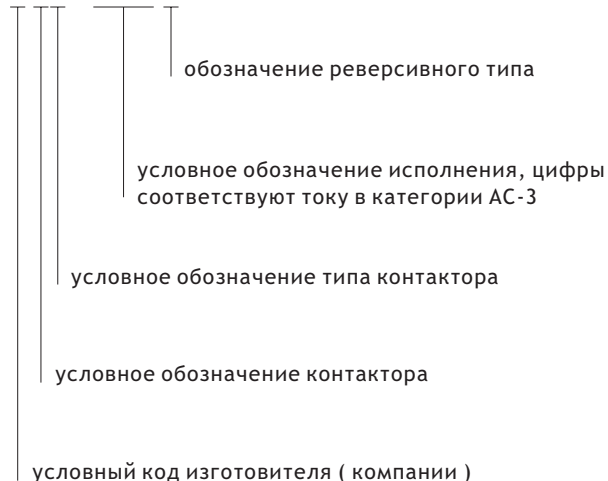 обозначение реверсивного типа
условное обозначение исполнения, цифры
соответствуют току в категории АС-3
условное обозначение типа контактора
условное обозначение контактора
условный код изготовителя ( компании )